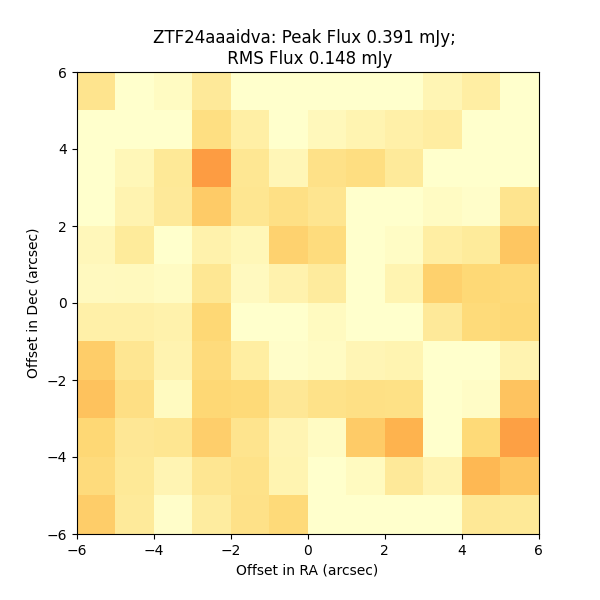 ZTF24aaaidva: Peak Flux 0.391 mJy;
RMS Flux 0.148 mJy
6
4
2
0
−2
−4
−6
Offset in Dec (arcsec)
−6 −4 −2 0 2 4 6
Offset in RA (arcsec)